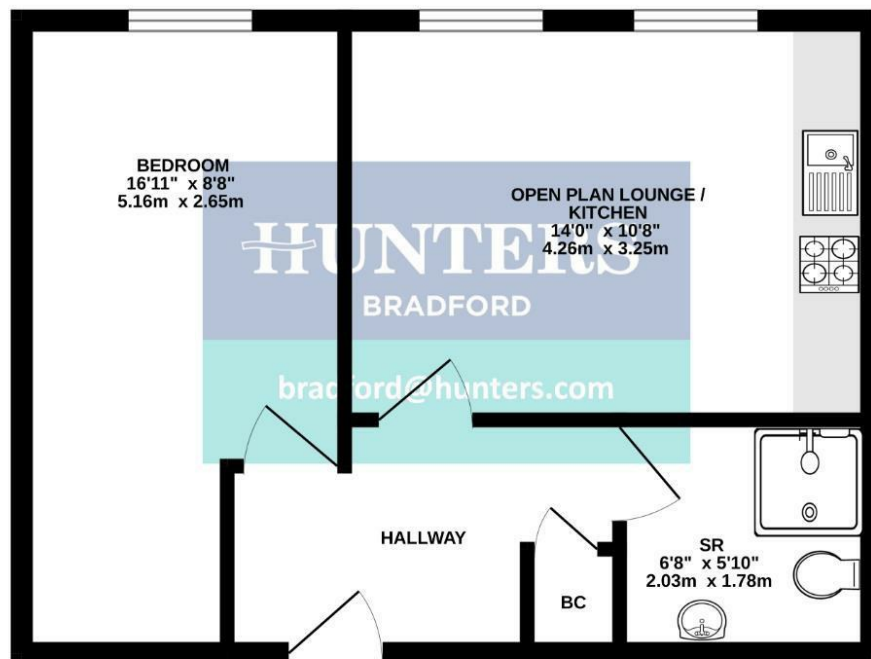 BEDROOM
16'11" x 8'8"
5.16m x 2.65m
OPEN PLAN LOUNGE /
KITCHEN
14'0" x 10'8"
4.26m x 3.25m
HUNTERS
BRADFORD
bradford@hunters.com
HALLWAY
BC
SR
6'8" x 5'10"
2.03m x 1.78m